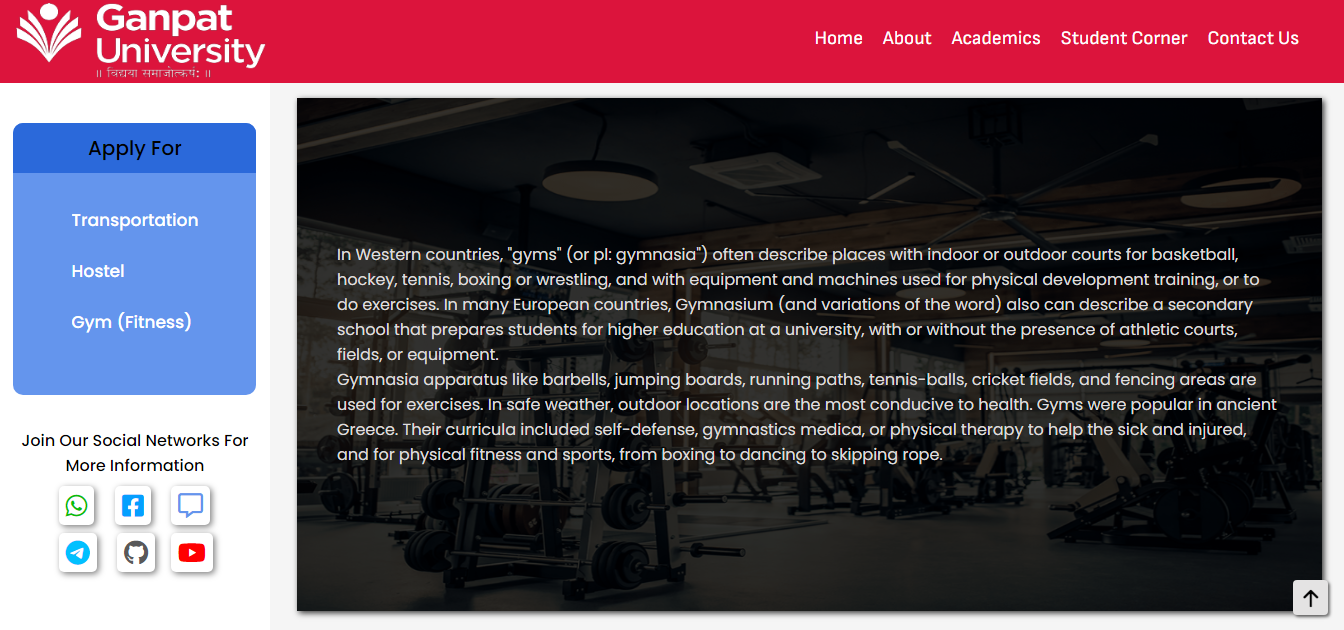 Ganpat
University
॥ विद्यया समाजोत्कर्षः ॥
Home About Academics Student Corner Contact Us
Apply For
Transportation
Hostel
Gym (Fitness)
Join Our Social Networks For
More Information
In Western countries, "gyms" (or pl: gymnasia") often describe places with indoor or outdoor courts for basketball,
hockey, tennis, boxing or wrestling, and with equipment and machines used for physical development training, or to
do exercises. In many European countries, Gymnasium (and variations of the word) also can describe a secondary
school that prepares students for higher education at a university, with or without the presence of athletic courts,
fields, or equipment.
Gymnasia apparatus like barbells, jumping boards, running paths, tennis-balls, cricket fields, and fencing areas are
used for exercises. In safe weather, outdoor locations are the most conducive to health. Gyms were popular in ancient
Greece. Their curricula included self-defense, gymnastics medica, or physical therapy to help the sick and injured,
and for physical fitness and sports, from boxing to dancing to skipping rope.